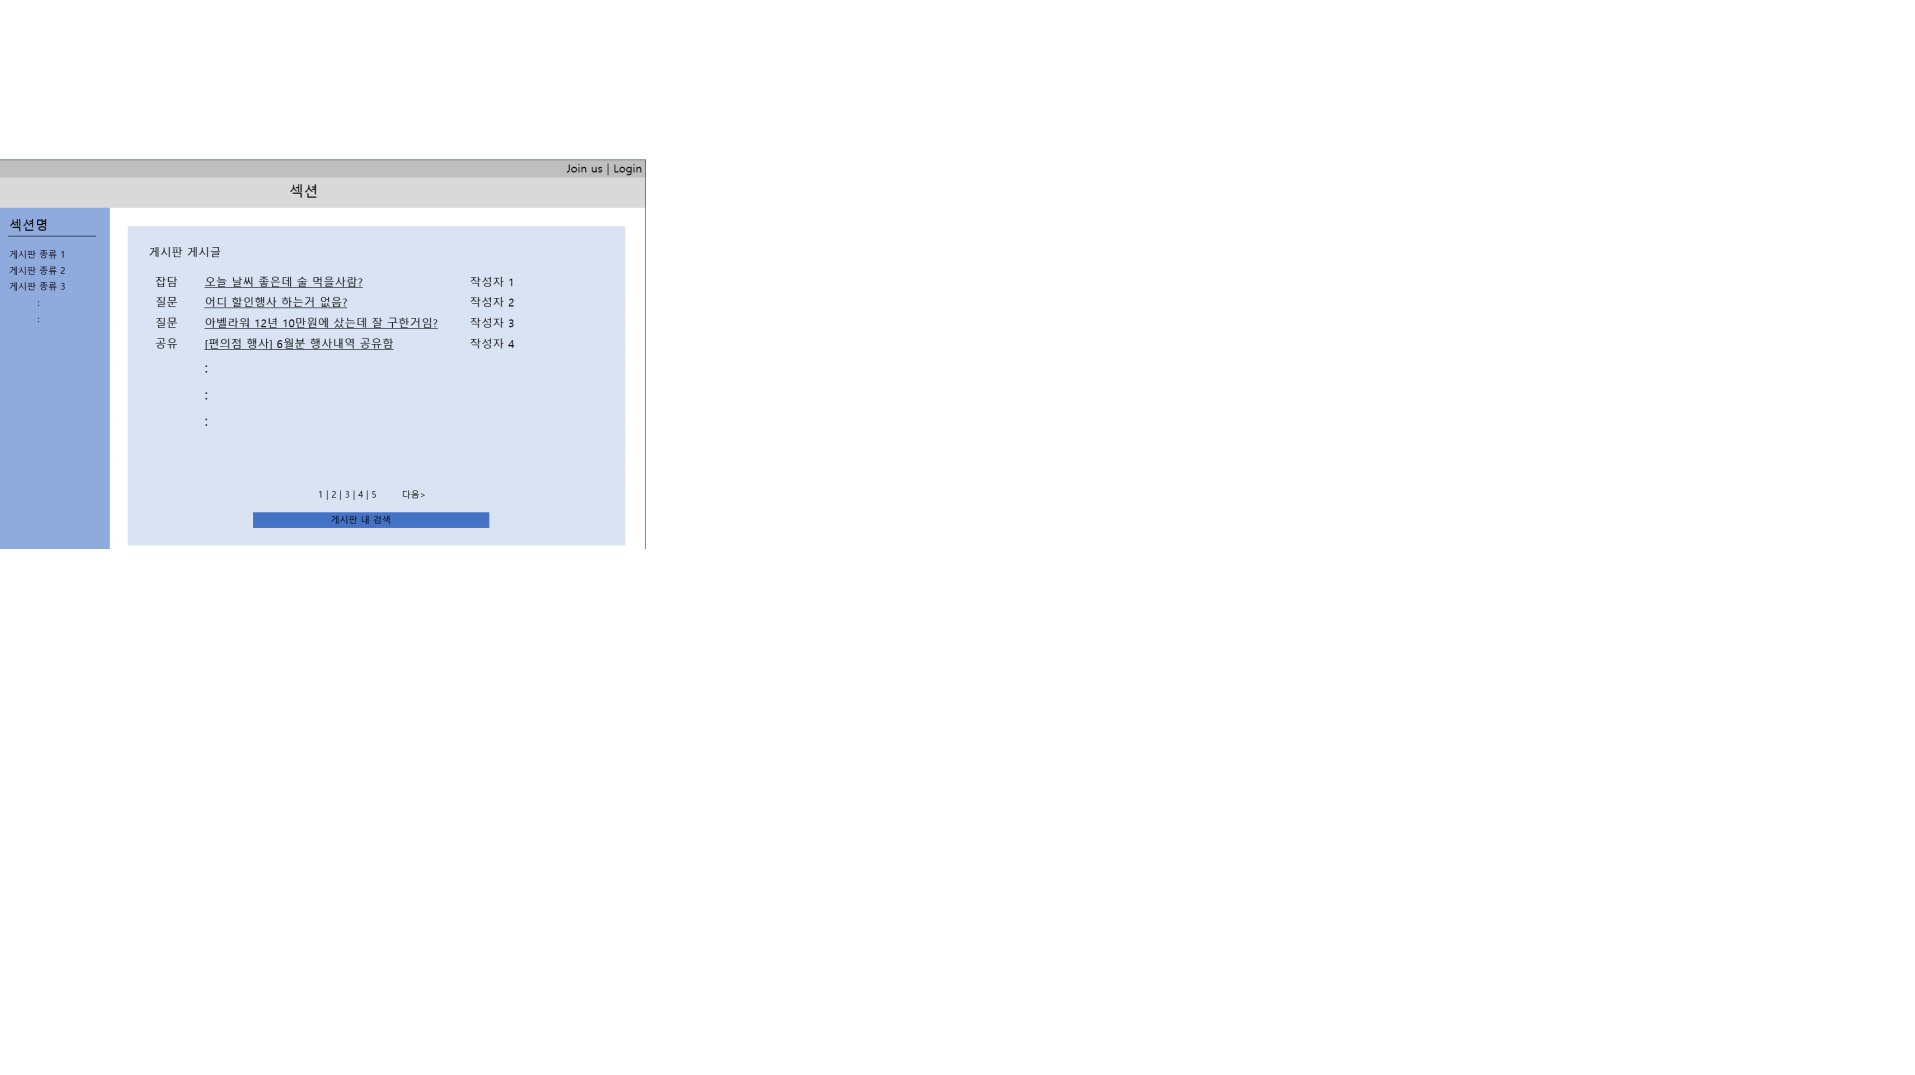 Join us | Login
섹션
섹션명
게시판 종류 1
게시판 종류 2
게시판 종류 3
:
:
게시판 게시글
잡담 오늘 날씨 좋은데 술 먹을사람? 작성자 1
질문 어디 할인행사 하는거 없음? 작성자 2
질문 아벨라워 12년 10만원에 샀는데 잘 구한거임? 작성자 3
공유 [편의점 행사] 6월분 행사내역 공유함 작성자 4
:
:
:
1 | 2 | 3 | 4 | 5 다음>
게시판 내 검색